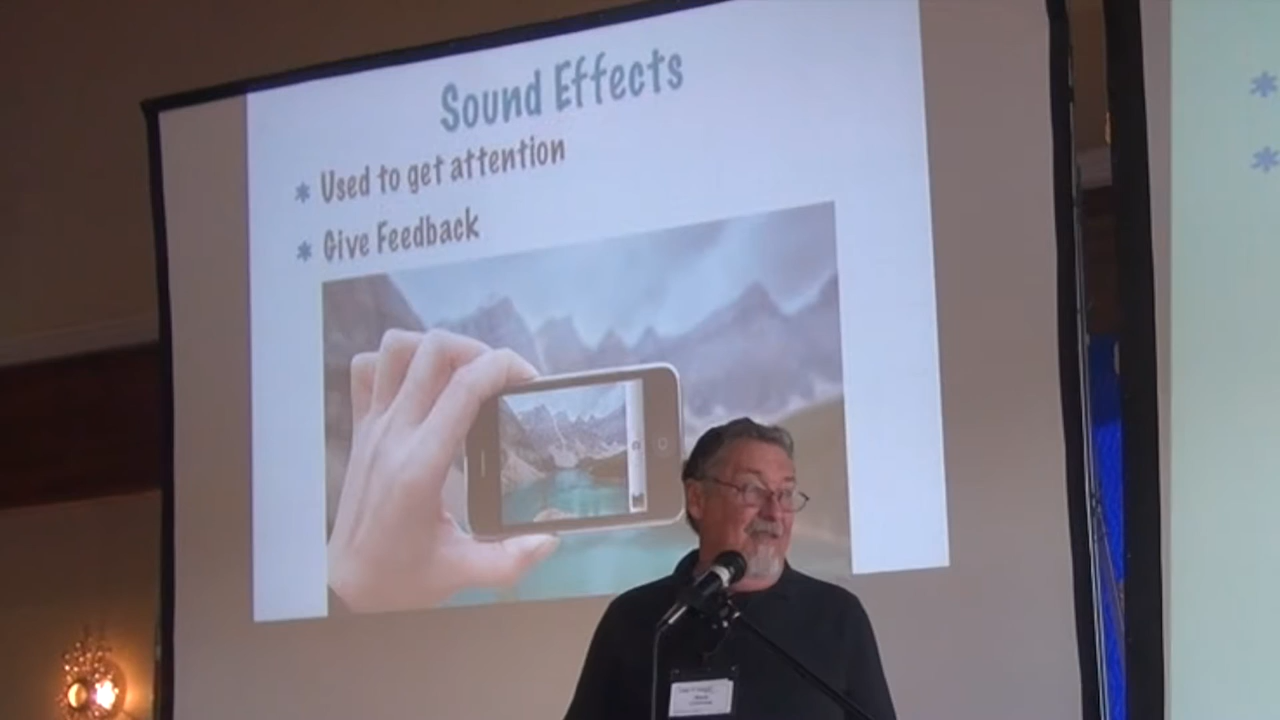 Sound Effects
* Used to get attention
* Give Feedback
*
*